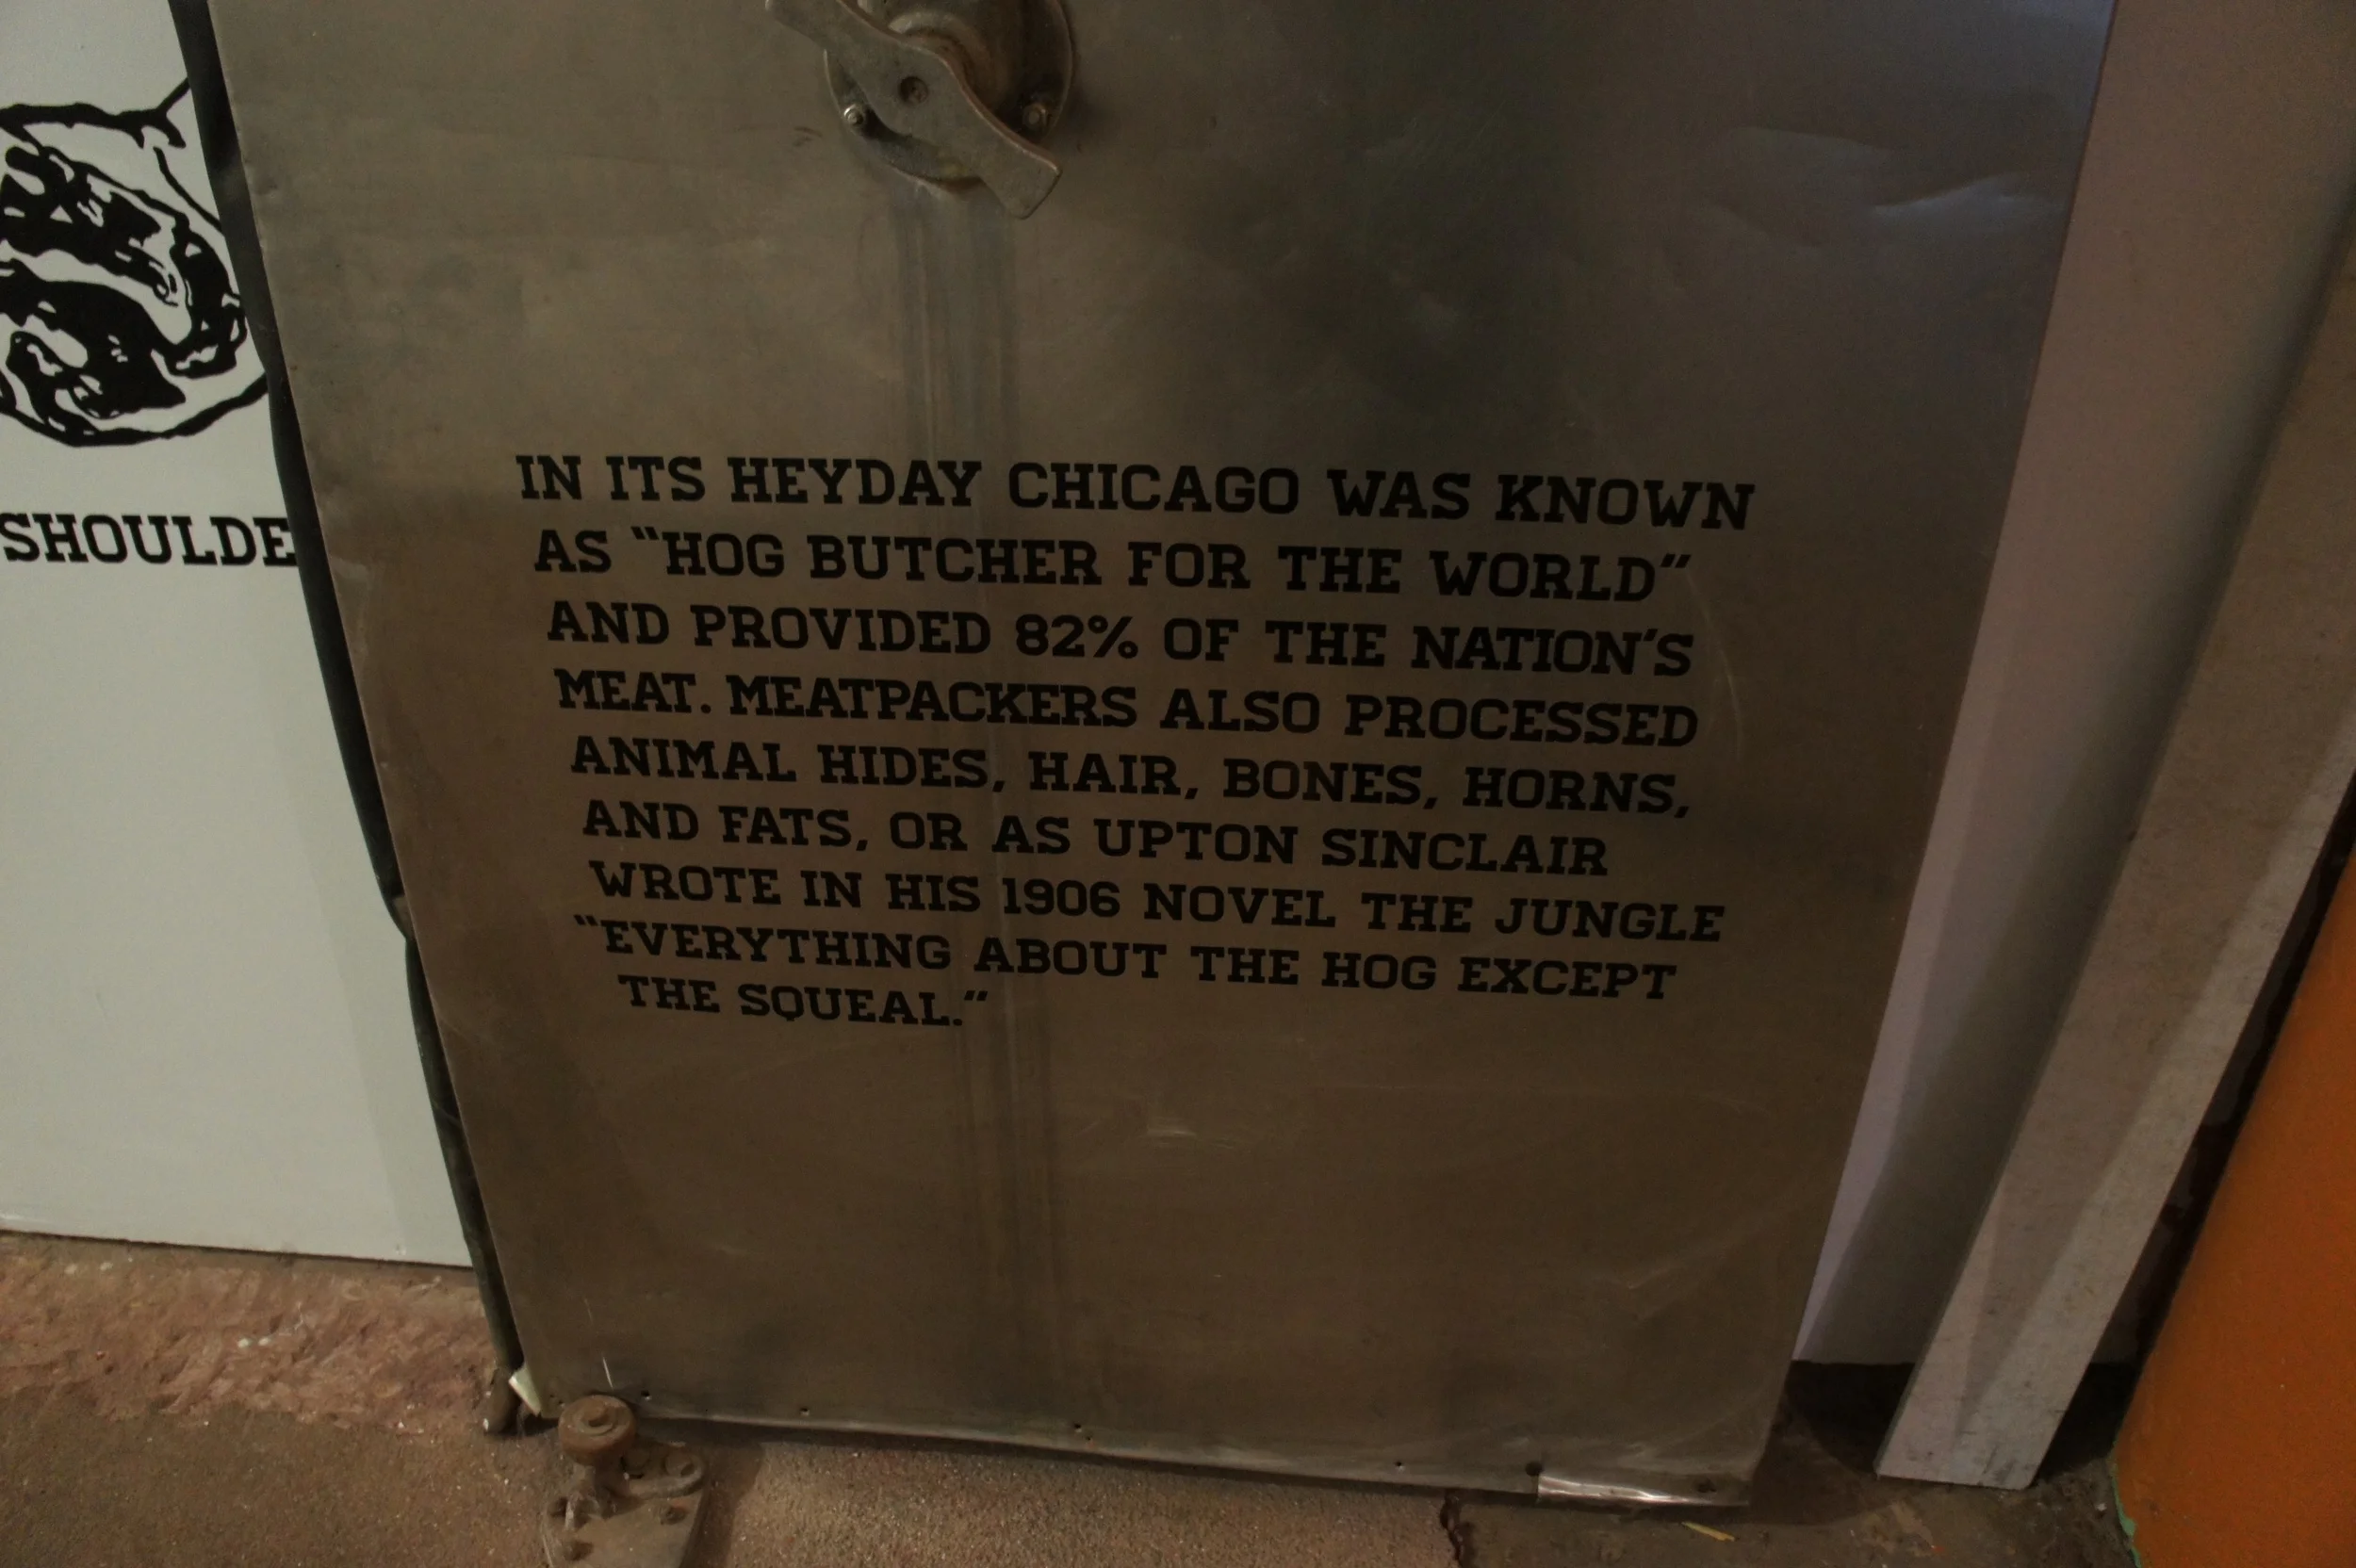 SHOULDE
IN ITS HEYDAY CHICAGO WAS KNOWN
AS "HOG BUTCHER FOR THE WORLD"
AND PROVIDED 82% OF THE NATION'S
MEAT. MEATPACKERS ALSO PROCESSED
ANIMAL HIDES, HAIR, BONES, HORNS,
AND FATS, OR AS UPTON SINCLAIR
WROTE IN HIS 1906 NOVEL THE JUNGLE
"EVERYTHING ABOUT THE HOG EXCEPT
THE SQUEAL."